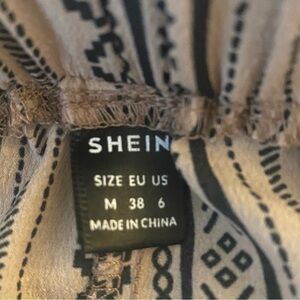 SHEIN
SIZE EU US
M 38 6
MADE IN CHINA